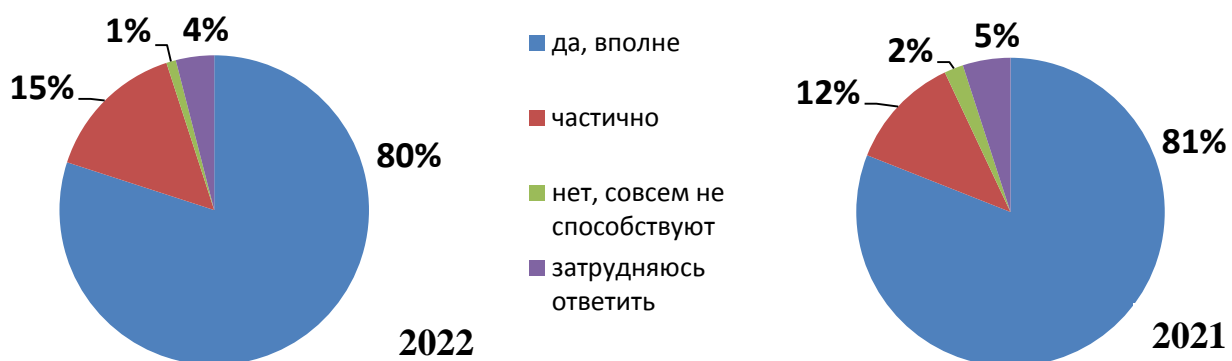 1%
4%
15%
80%
2022
да, вполне
частично
нет, совсем не
способствуют
затрудняюсь
ответить
2%
5%
12%
81%
2021